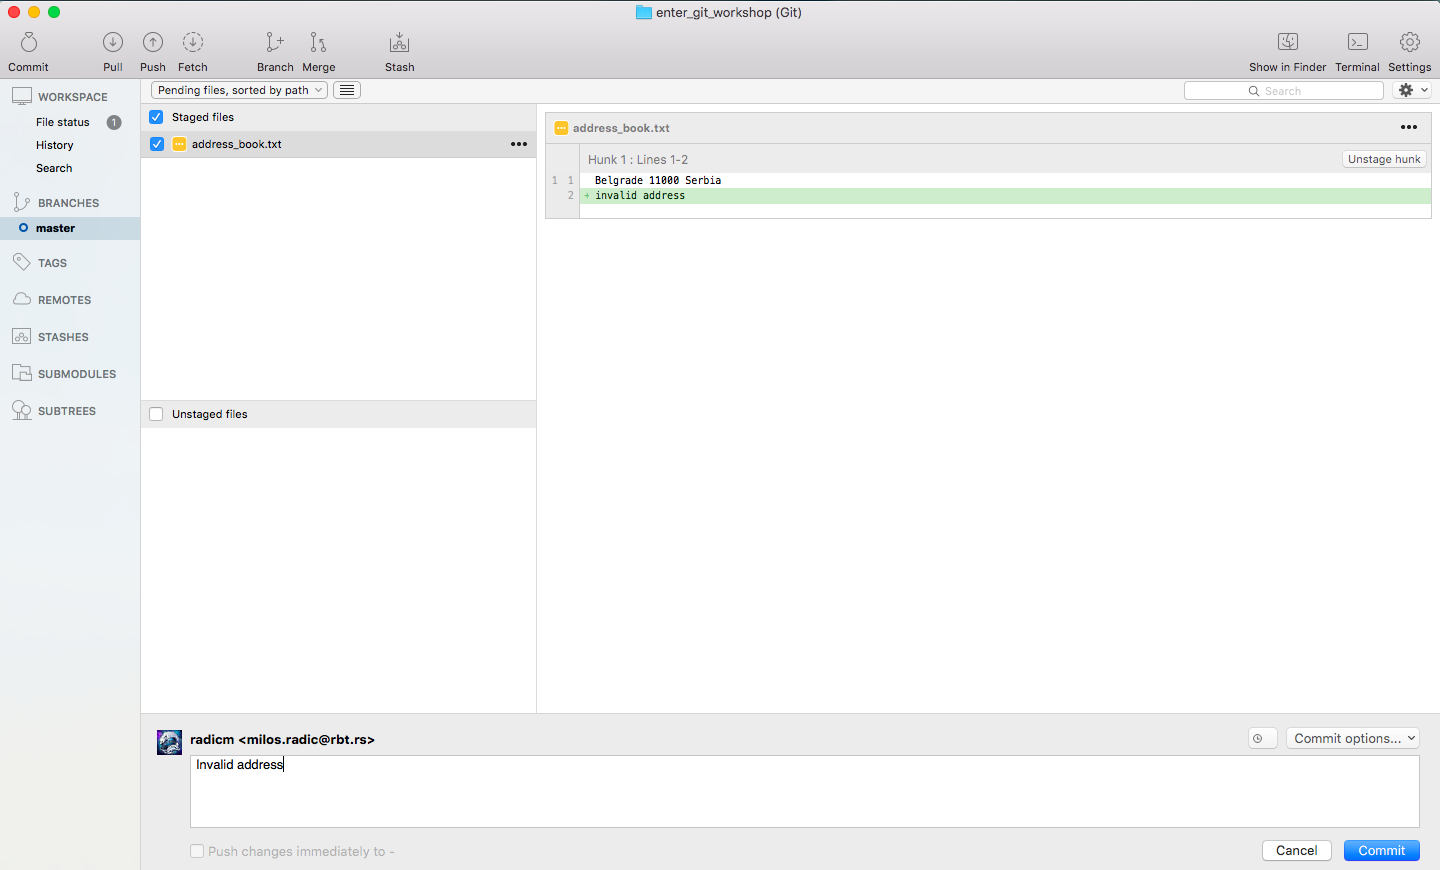 enter_git_workshop (Git)
Commit Pull Push Fetch Branch Merge Stash Show in Finder Terminal Settings
Pending files, sorted by path
Search
WORKSPACE
File status 1
History
Search
BRANCHES
master
TAGS
REMOTES
STASHES
SUBMODULES
SUBTREES
Staged files
address_book.txt
Unstaged files
address_book.txt
Hunk 1 : Lines 1-2
Unstage hunk
1 1 Belgrade 11000 Serbia
2 + invalid address
radicm <milos.radic@rbt.rs>
Commit options...
Invalid address
Push changes immediately to -
Cancel
Commit